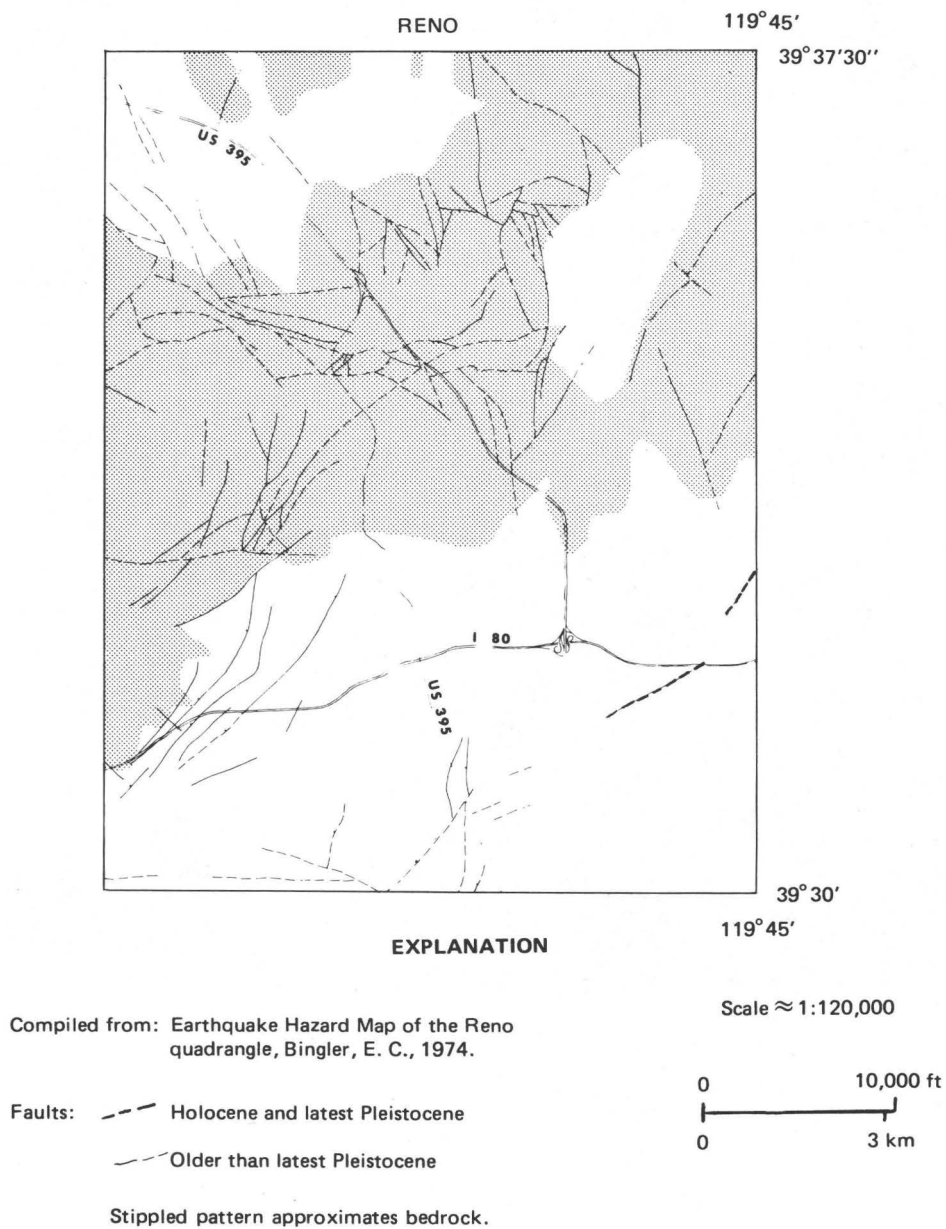 RENO
119°45'
39°37'30''
US 395
I 80
US 395
39°30'
119°45'
EXPLANATION
Scale ≈ 1:120,000
Compiled from: Earthquake Hazard Map of the Reno
quadrangle, Bingler, E. C., 1974.
0 10,000 ft
0 3 km
Faults: Holocene and latest Pleistocene
Older than latest Pleistocene
Stippled pattern approximates bedrock.